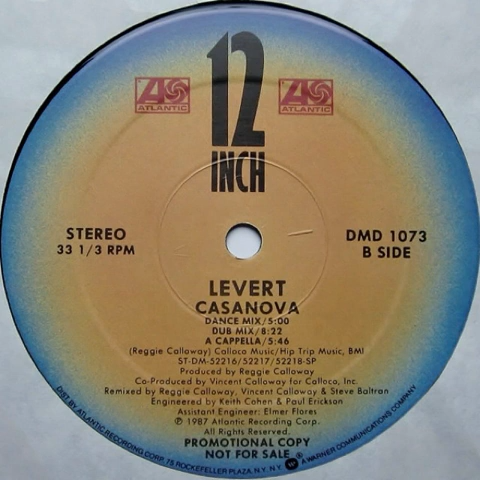 12
INCH
ATLANTIC
ATLANTIC
STEREO
33 1/3 RPM
DMD 1073
B SIDE
LEVERT
CASANOVA
DANCE MIX/5:00
DUB MIX/8:22
A CAPPELLA/5:46
(Reggie Calloway) Calloco Music/Hip Trip Music, BMI
ST-DM-52216/52217/52218-SP
Produced by Reggie Calloway
Co-Produced by Vincent Calloway for Calloco, Inc.
Remixed by Reggie Calloway, Vincent Calloway & Steve Beltran
Engineered by Keith Cohen & Paul Erickson
Assistant Engineer: Elmer Flores
℗ 1987 Atlantic Recording Corp.
All Rights Reserved.
PROMOTIONAL COPY
NOT FOR SALE
DIST. BY ATLANTIC RECORDING CORP. 75 ROCKEFELLER PLAZA, N.Y. N.Y. A WARNER COMMUNICATIONS COMPANY